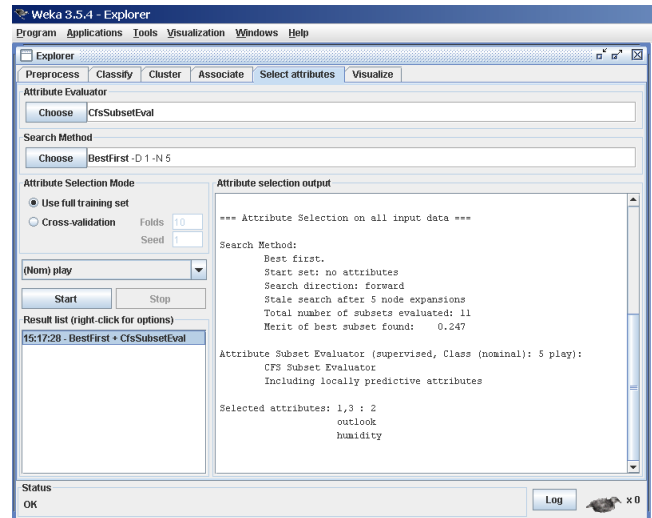 Weka 3.5.4 - Explorer
Program Applications Tools Visualization Windows Help
Explorer
Preprocess Classify Cluster Associate Select attributes Visualize
Attribute Evaluator
Choose CfsSubsetEval
Search Method
Choose BestFirst -D 1 -N 5
Attribute Selection Mode
Use full training set
Cross-validation Folds 10
Seed 1
(Nom) play
Start Stop
Result list (right-click for options)
15:17:28 - BestFirst + CfsSubsetEval
Attribute selection output
=== Attribute Selection on all input data ===
Search Method:
Best first.
Start set: no attributes
Search direction: forward
Stale search after 5 node expansions
Total number of subsets evaluated: 11
Merit of best subset found: 0.247
Attribute Subset Evaluator (supervised, Class (nominal): 5 play):
CFS Subset Evaluator
Including locally predictive attributes
Selected attributes: 1,3 : 2
outlook
humidity
Status
OK
Log x 0